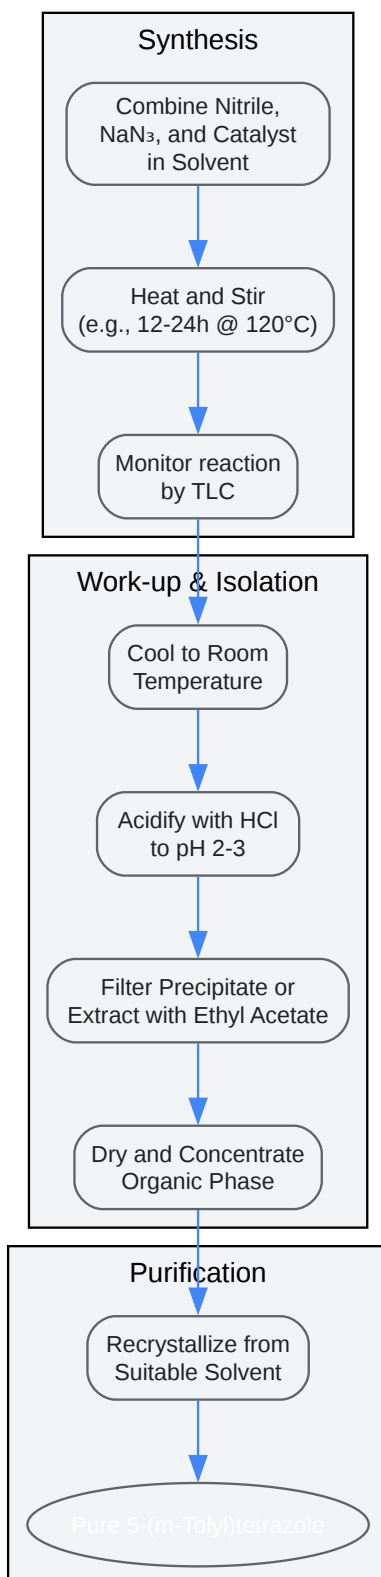 Synthesis
Combine Nitrile,
NaN₃, and Catalyst
in Solvent
Heat and Stir
(e.g., 12-24h @ 120°C)
Monitor reaction
by TLC
Work-up & Isolation
Cool to Room
Temperature
Acidify with HCl
to pH 2-3
Filter Precipitate or
Extract with Ethyl Acetate
Dry and Concentrate
Organic Phase
Purification
Recrystallize from
Suitable Solvent
Pure 5-(m-Tolyl)tetrazole